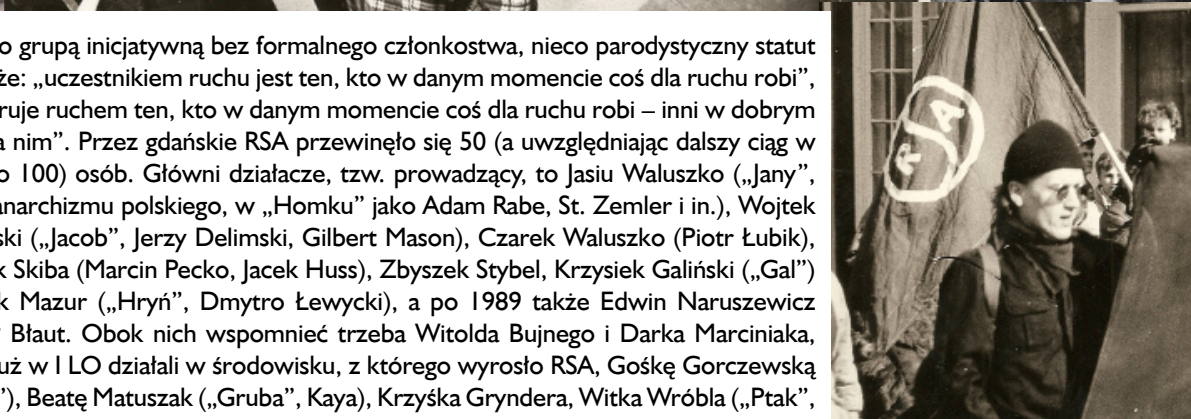 o grupą inicjatywną bez formalnego członkostwa, nieco parodystyczny statut
że: „uczestnikiem ruchu jest ten, kto w danym momencie coś dla ruchu robi”,
ruje ruchem ten, kto w danym momencie coś dla ruchu robi – inni w dobrym
a nim”. Przez gdańskie RSA przewinęło się 50 (a uwzględniając dalszy ciąg w
o 100) osób. Główni działacze, tzw. prowadzący, to Jasiu Waluszko („Jany”,
anarchizmu polskiego, w „Homku” jako Adam Rabe, St. Zemler i in.), Wojtek
ski („Jacob”, Jerzy Delimski, Gilbert Mason), Czarek Waluszko (Piotr Łubik),
k Skiba (Marcin Pecko, Jacek Huss), Zbyszek Stybel, Krzysiek Galiński („Gal”)
k Mazur („Hryń”, Dmytro Łewycki), a po 1989 także Edwin Naruszewicz
Błaut. Obok nich wspomnieć trzeba Witolda Bujnego i Darka Marciniaka,
uż w I LO działali w środowisku, z którego wyrosło RSA, Gośkę Gorczewską
”), Beatę Matuszak („Gruba”, Kaya), Krzyśka Gryndera, Witka Wróbla („Ptak”,
RSA